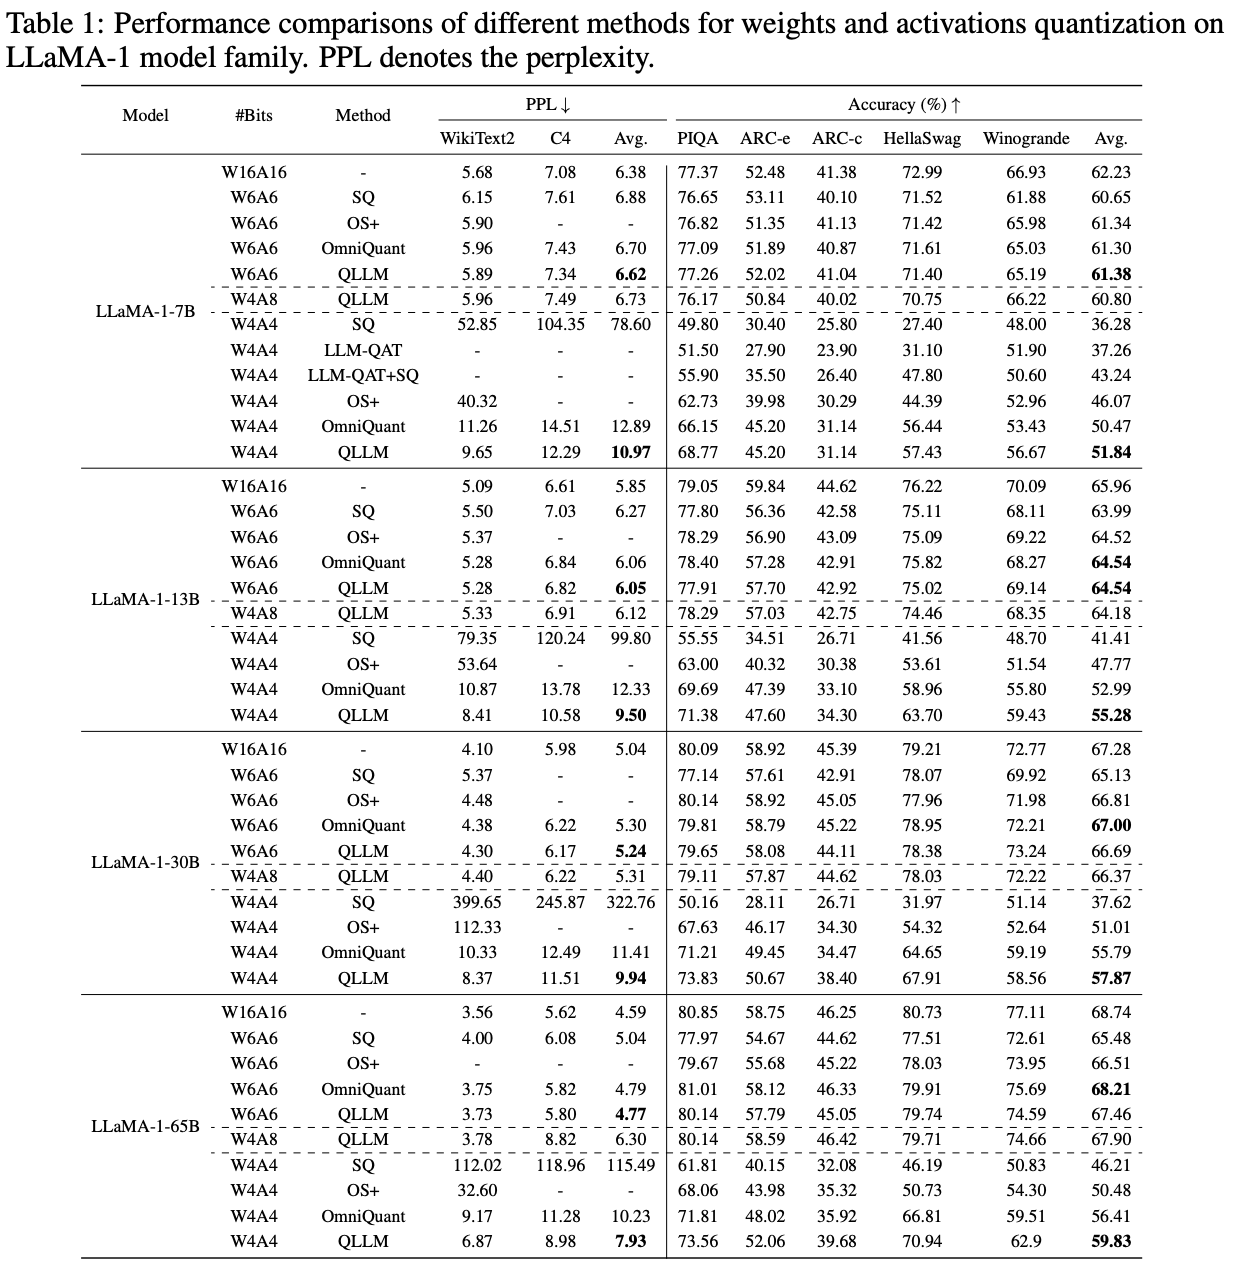 Table 1: Performance comparisons of different methods for weights and activations quantization on
LLaMA-1 model family. PPL denotes the perplexity.
Model #Bits Method PPL ↓ Accuracy (%) ↑
WikiText2 C4 Avg. PIQA ARC-e ARC-c HellaSwag Winogrande Avg.
LLaMA-1-7B
W16A16 - 5.68 7.08 6.38 77.37 52.48 41.38 72.99 66.93 62.23
W6A6 SQ 6.15 7.61 6.88 76.65 53.11 40.10 71.52 61.88 60.65
W6A6 OS+ 5.90 - - 76.82 51.35 41.13 71.42 65.98 61.34
W6A6 OmniQuant 5.96 7.43 6.70 77.09 51.89 40.87 71.61 65.03 61.30
W6A6 QLLM 5.89 7.34 6.62 77.26 52.02 41.04 71.40 65.19 61.38
W4A8 QLLM 5.96 7.49 6.73 76.17 50.84 40.02 70.75 66.22 60.80
W4A4 SQ 52.85 104.35 78.60 49.80 30.40 25.80 27.40 48.00 36.28
W4A4 LLM-QAT - - - 51.50 27.90 23.90 31.10 51.90 37.26
W4A4 LLM-QAT+SQ - - - 55.90 35.50 26.40 47.80 50.60 43.24
W4A4 OS+ 40.32 - - 62.73 39.98 30.29 44.39 52.96 46.07
W4A4 OmniQuant 11.26 14.51 12.89 66.15 45.20 31.14 56.44 53.43 50.47
W4A4 QLLM 9.65 12.29 10.97 68.77 45.20 31.14 57.43 56.67 51.84
LLaMA-1-13B
W16A16 - 5.09 6.61 5.85 79.05 59.84 44.62 76.22 70.09 65.96
W6A6 SQ 5.50 7.03 6.27 77.80 56.36 42.58 75.11 68.11 63.99
W6A6 OS+ 5.37 - - 78.29 56.90 43.09 75.09 69.22 64.52
W6A6 OmniQuant 5.28 6.84 6.06 78.40 57.28 42.91 75.82 68.27 64.54
W6A6 QLLM 5.28 6.82 6.05 77.91 57.70 42.92 75.02 69.14 64.54
W4A8 QLLM 5.33 6.91 6.12 78.29 57.03 42.75 74.46 68.35 64.18
W4A4 SQ 79.35 120.24 99.80 55.55 34.51 26.71 41.56 48.70 41.41
W4A4 OS+ 53.64 - - 63.00 40.32 30.38 53.61 51.54 47.77
W4A4 OmniQuant 10.87 13.78 12.33 69.69 47.39 33.10 58.96 55.80 52.99
W4A4 QLLM 8.41 10.58 9.50 71.38 47.60 34.30 63.70 59.43 55.28
LLaMA-1-30B
W16A16 - 4.10 5.98 5.04 80.09 58.92 45.39 79.21 72.77 67.28
W6A6 SQ 5.37 - - 77.14 57.61 42.91 78.07 69.92 65.13
W6A6 OS+ 4.48 - - 80.14 58.92 45.05 77.96 71.98 66.81
W6A6 OmniQuant 4.38 6.22 5.30 79.81 58.79 45.22 78.95 72.21 67.00
W6A6 QLLM 4.30 6.17 5.24 79.65 58.08 44.11 78.38 73.24 66.69
W4A8 QLLM 4.40 6.22 5.31 79.11 57.87 44.62 78.03 72.22 66.37
W4A4 SQ 399.65 245.87 322.76 50.16 28.11 26.71 31.97 51.14 37.62
W4A4 OS+ 112.33 - - 67.63 46.17 34.30 54.32 52.64 51.01
W4A4 OmniQuant 10.33 12.49 11.41 71.21 49.45 34.47 64.65 59.19 55.79
W4A4 QLLM 8.37 11.51 9.94 73.83 50.67 38.40 67.91 58.56 57.87
LLaMA-1-65B
W16A16 - 3.56 5.62 4.59 80.85 58.75 46.25 80.73 77.11 68.74
W6A6 SQ 4.00 6.08 5.04 77.97 54.67 44.62 77.51 72.61 65.48
W6A6 OS+ - - - 79.67 55.68 45.22 78.03 73.95 66.51
W6A6 OmniQuant 3.75 5.82 4.79 81.01 58.12 46.33 79.91 75.69 68.21
W6A6 QLLM 3.73 5.80 4.77 80.14 57.79 45.05 79.74 74.59 67.46
W4A8 QLLM 3.78 8.82 6.30 80.14 58.59 46.42 79.71 74.66 67.90
W4A4 SQ 112.02 118.96 115.49 61.81 40.15 32.08 46.19 50.83 46.21
W4A4 OS+ 32.60 - - 68.06 43.98 35.32 50.73 54.30 50.48
W4A4 OmniQuant 9.17 11.28 10.23 71.81 48.02 35.92 66.81 59.51 56.41
W4A4 QLLM 6.87 8.98 7.93 73.56 52.06 39.68 70.94 62.9 59.83